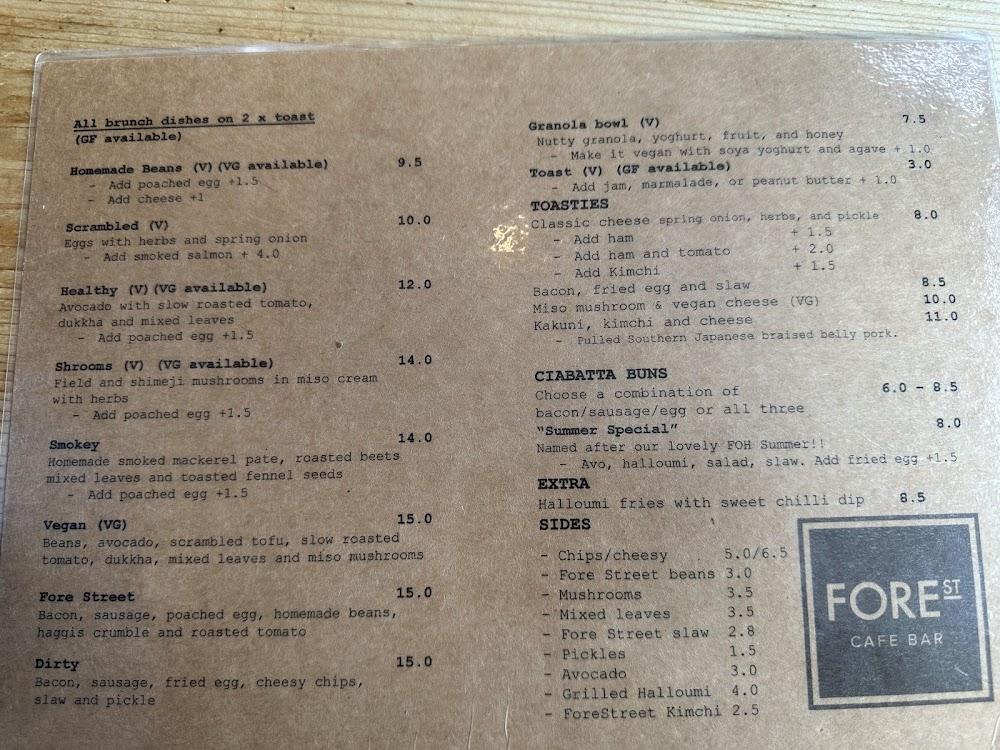 All brunch dishes on 2 x toast
(GF available)
Homemade Beans (V) (VG available) 9.5
- Add poached egg +1.5
- Add cheese +1
Scrambled (V) 10.0
Eggs with herbs and spring onion
- Add smoked salmon + 4.0
Healthy (V) (VG available) 12.0
Avocado with slow roasted tomato,
dukkha and mixed leaves
- Add poached egg +1.5
Shrooms (V) (VG available) 14.0
Field and shimeji mushrooms in miso cream
with herbs
- Add poached egg +1.5
Smokey 14.0
Homemade smoked mackerel pate, roasted beets
mixed leaves and toasted fennel seeds
- Add poached egg +1.5
Vegan (VG) 15.0
Beans, avocado, scrambled tofu, slow roasted
tomato, dukkha, mixed leaves and miso mushrooms
Fore Street 15.0
Bacon, sausage, poached egg, homemade beans,
haggis crumble and roasted tomato
Dirty 15.0
Bacon, sausage, fried egg, cheesy chips,
slaw and pickle
Granola bowl (V) 7.5
Nutty granola, yoghurt, fruit, and honey
- Make it vegan with soya yoghurt and agave + 1.0
Toast (V) (GF available) 3.0
- Add jam, marmalade, or peanut butter + 1.0
TOASTIES
Classic cheese spring onion, herbs, and pickle 8.0
- Add ham + 1.5
- Add ham and tomato + 2.0
- Add Kimchi + 1.5
Bacon, fried egg and slaw 8.5
Miso mushroom & vegan cheese (VG) 10.0
Kakuni, kimchi and cheese 11.0
- Pulled Southern Japanese braised belly pork.
CIABATTA BUNS
Choose a combination of 6.0 - 8.5
bacon/sausage/egg or all three
"Summer Special" 8.0
Named after our lovely FOH Summer!!
- Avo, halloumi, salad, slaw. Add fried egg +1.5
EXTRA
Halloumi fries with sweet chilli dip 8.5
SIDES
- Chips/cheesy 5.0/6.5
- Fore Street beans 3.0
- Mushrooms 3.5
- Mixed leaves 3.5
- Fore Street slaw 2.8
- Pickles 1.5
- Avocado 3.0
- Grilled Halloumi 4.0
- ForeStreet Kimchi 2.5
FORE ST
CAFE BAR